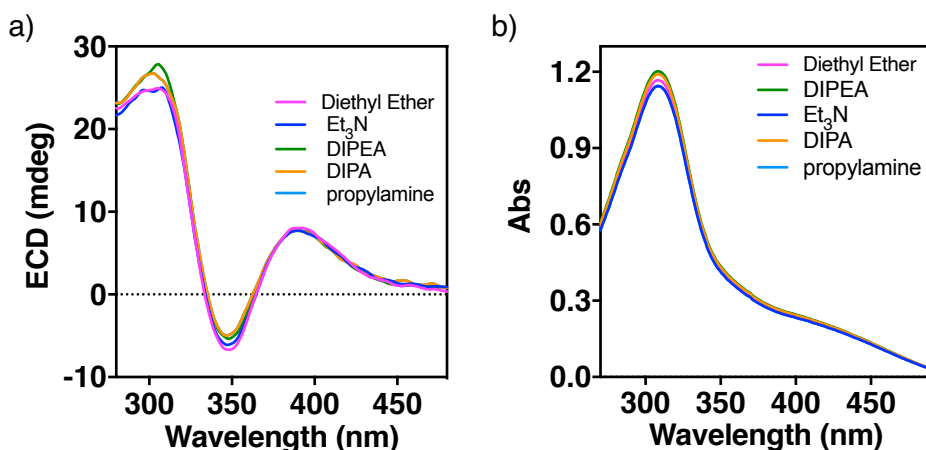 a)
ECD (mdeg)
30
20
10
0
-10
Diethyl Ether
Et₃N
DIPEA
DIPA
propylamine
300 350 400 450
Wavelength (nm)
b)
Abs
1.2
0.9
0.6
0.3
0.0
Diethyl Ether
DIPEA
Et₃N
DIPA
propylamine
300 350 400 450
Wavelength (nm)